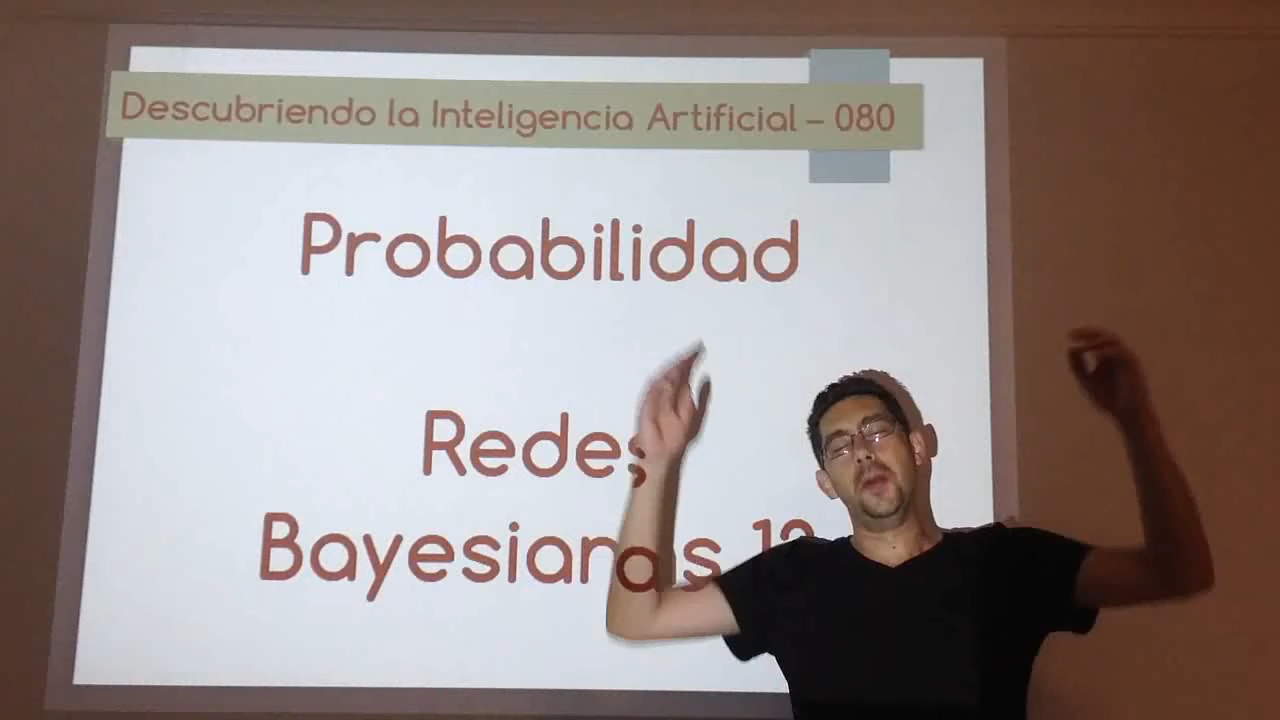 Descubriendo la Inteligencia Artificial – 080
Probabilidad
Redes
Bayesianas